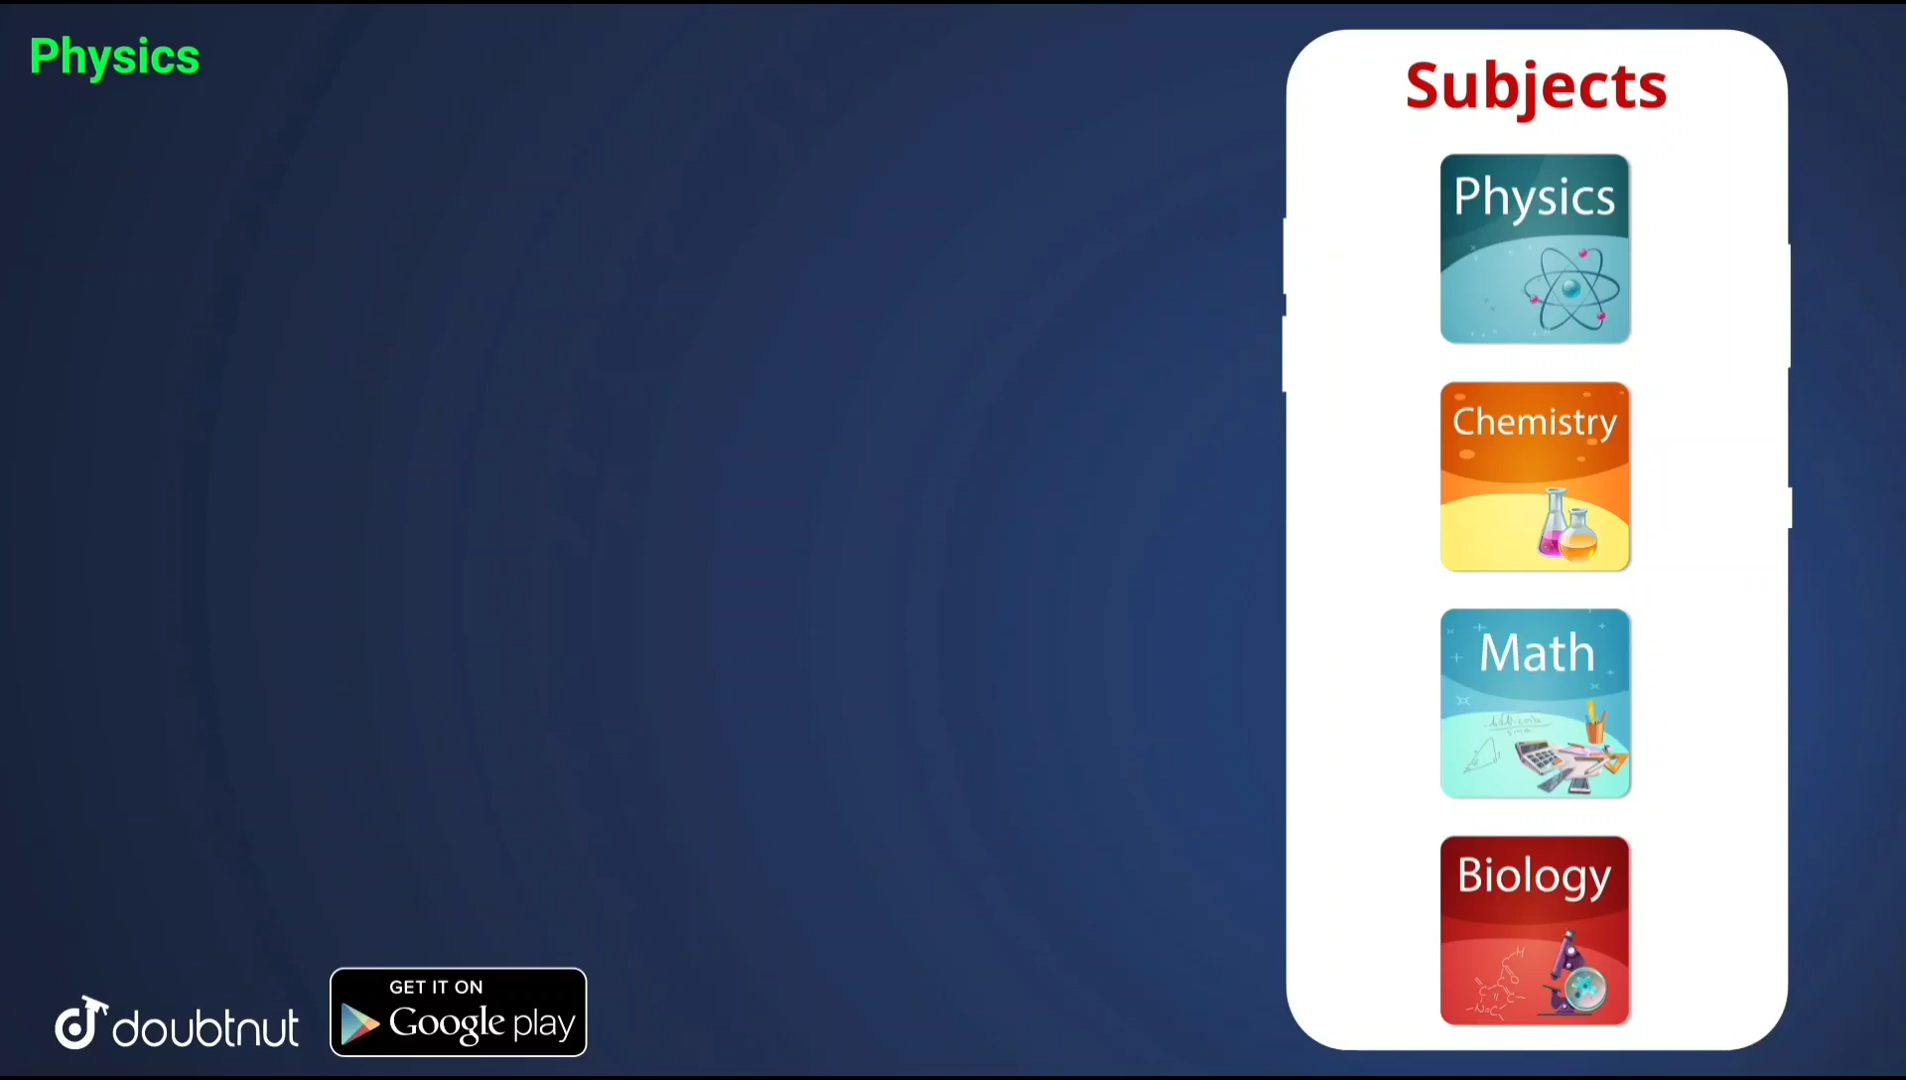 Physics
Subjects
Physics
Chemistry
Math
Biology
doubtnut
GET IT ON
Google play